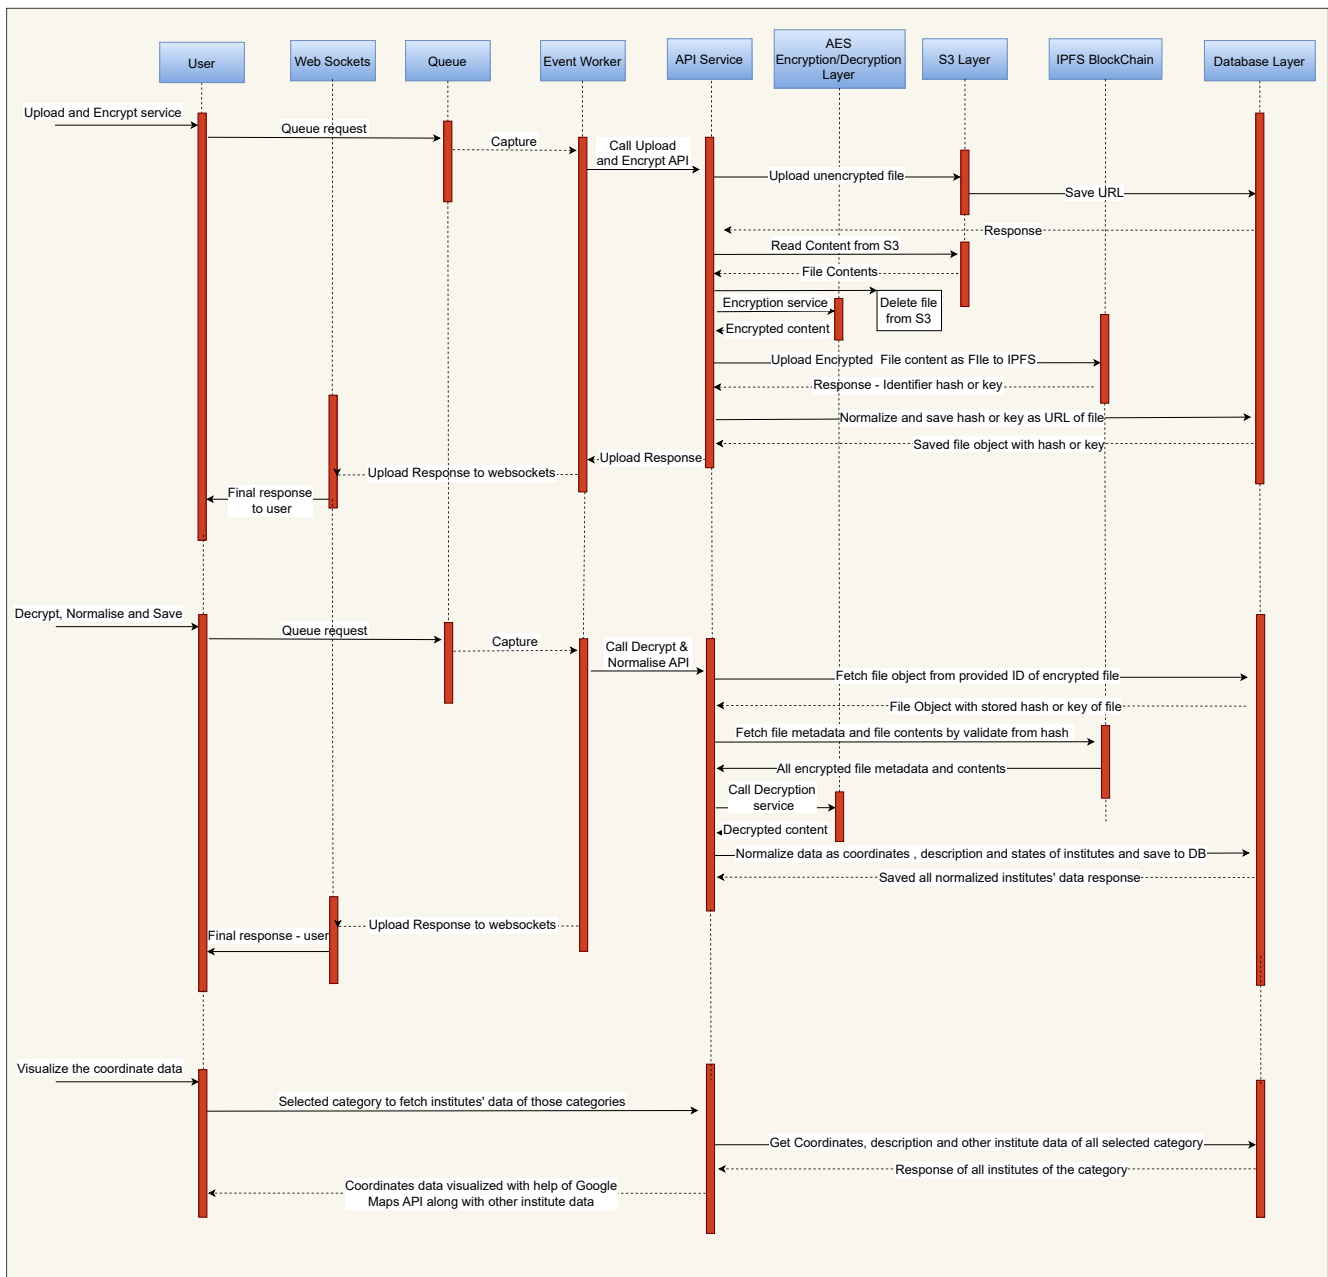 User
Web Sockets
Queue
Event Worker
API Service
AES
Encryption/Decryption
Layer
S3 Layer
IPFS BlockChain
Database Layer
Upload and Encrypt service
Queue request
Capture
Call Upload
and Encrypt API
Upload unencrypted file
Save URL
Response
Read Content from S3
File Contents
Delete file
from S3
Encryption service
Encrypted content
Upload Encrypted  File content as FIle to IPFS
Response - Identifier hash or key
Normalize and save hash or key as URL of file
Saved file object with hash or key
Upload Response
Upload Response to websockets
Final response
to user
Decrypt, Normalise and Save
Queue request
Capture
Call Decrypt &
Normalise API
Fetch file object from provided ID of encrypted file
File Object with stored hash or key of file
Fetch file metadata and file contents by validate from hash
All encrypted file metadata and contents
Call Decryption
service
Decrypted content
Normalize data as coordinates , description and states of institutes and save to DB
Saved all normalized institutes' data response
Upload Response to websockets
Final response - user
Visualize the coordinate data
Selected category to fetch institutes' data of those categories
Get Coordinates, description and other institute data of all selected category
Response of all institutes of the category
Coordinates data visualized with help of Google
Maps API along with other institute data